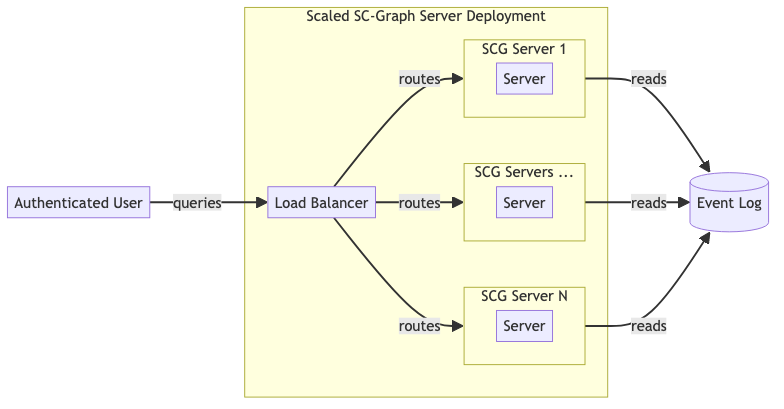 Scaled SC-Graph Server Deployment
SCG Server 1
routes
Server
reads
SCG Servers ...
Authenticated User
queries
Load Balancer
routes
Server
reads
Event Log
SCG Server N
routes
Server
reads